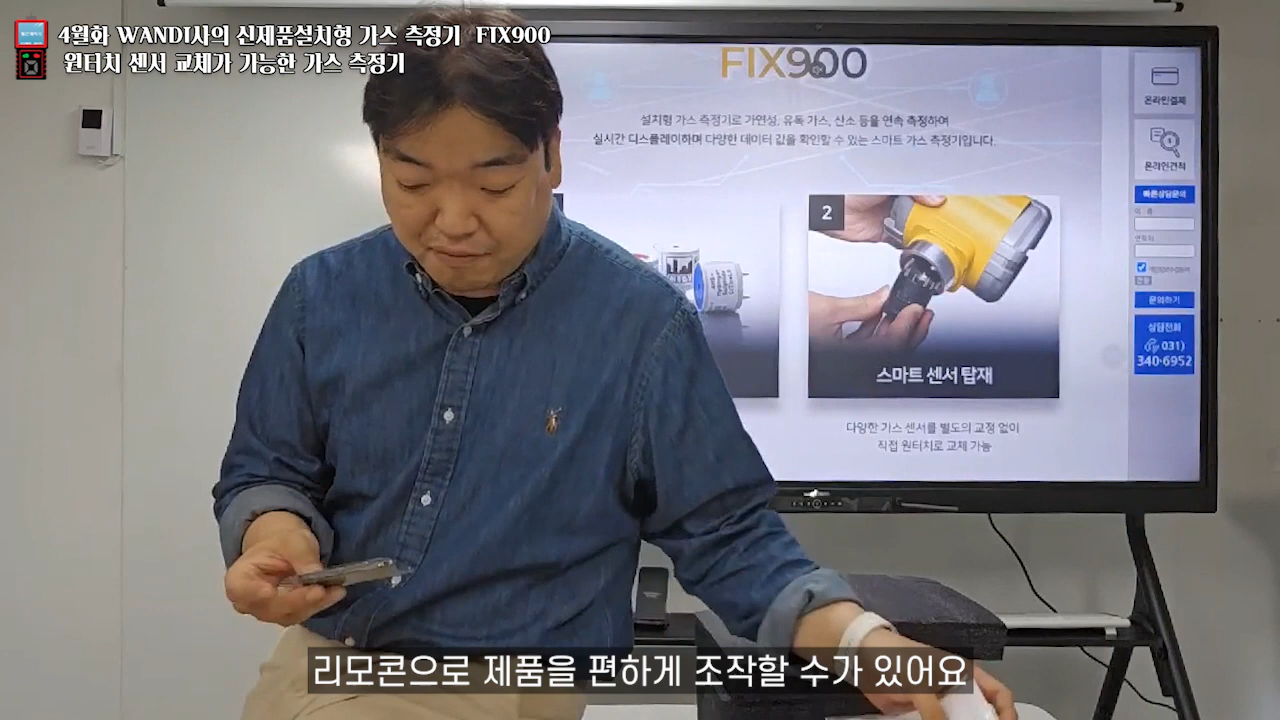 4월화 WANDI사의 신제품설치형 가스 측정기 FIX900
원터치 센서 교체가 가능한 가스 측정기
FIX900
설치형 가스 측정기로 가연성, 유독 가스, 산소 등을 연속 측정하여
실시간 디스플레이하며 다양한 데이터 값을 확인할 수 있는 스마트 가스 측정기입니다.
온라인결제
온라인견적
빠른상담문의
이 름
연락처
문의하기
상담전화
031)
340-6952
2
스마트 센서 탑재
다양한 가스 센서를 별도의 교정 없이
직접 원터치로 교체 가능
리모콘으로 제품을 편하게 조작할 수가 있어요